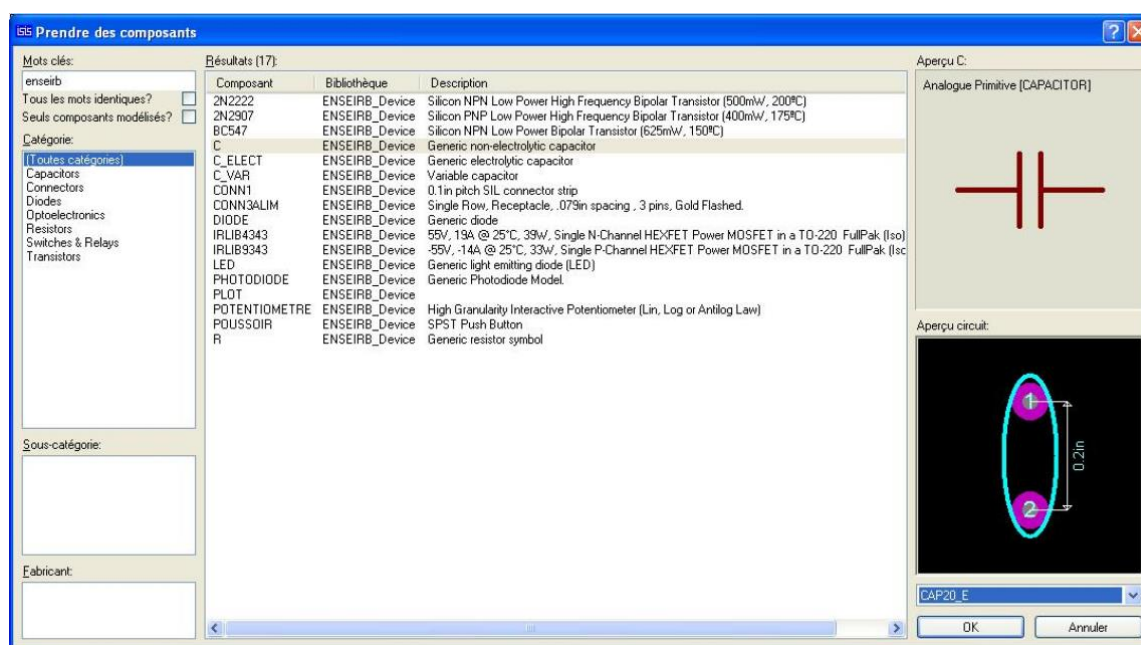 ISIS Prendre des composants
Mots clés:
enseirb
Tous les mots identiques?
Seuls composants modélisés?
Catégorie:
(Toutes catégories)
Capacitors
Connectors
Diodes
Optoelectronics
Resistors
Switches & Relays
Transistors
Sous-catégorie:
Fabricant:
Résultats (17):
Composant Bibliothèque Description
2N2222 ENSEIRB_Device Silicon NPN Low Power High Frequency Bipolar Transistor (500mW, 200ºC)
2N2907 ENSEIRB_Device Silicon PNP Low Power High Frequency Bipolar Transistor (400mW, 175ºC)
BC547 ENSEIRB_Device Silicon NPN Low Power Bipolar Transistor (625mW, 150ºC)
C ENSEIRB_Device Generic non-electrolytic capacitor
C_ELECT ENSEIRB_Device Generic electrolytic capacitor
C_VAR ENSEIRB_Device Variable capacitor
CONN1 ENSEIRB_Device 0.1in pitch SIL connector strip
CONN3ALIM ENSEIRB_Device Single Row, Receptacle, .079in spacing , 3 pins, Gold Flashed.
DIODE ENSEIRB_Device Generic diode
IRLIB4343 ENSEIRB_Device 55V, 19A @ 25°C, 39W, Single N-Channel HEXFET Power MOSFET in a TO-220 FullPak (Iso)
IRLIB9343 ENSEIRB_Device -55V, -14A @ 25°C, 33W, Single P-Channel HEXFET Power MOSFET in a TO-220 FullPak (Isc
LED ENSEIRB_Device Generic light emitting diode (LED)
PHOTODIODE ENSEIRB_Device Generic Photodiode Model.
PLOT ENSEIRB_Device
POTENTIOMETRE ENSEIRB_Device High Granularity Interactive Potentiometer (Lin, Log or Antilog Law)
POUSSOIR ENSEIRB_Device SPST Push Button
R ENSEIRB_Device Generic resistor symbol
Aperçu C:
Analogue Primitive [CAPACITOR]
Aperçu circuit:
1
0.2in
2
CAP20_E
OK Annuler